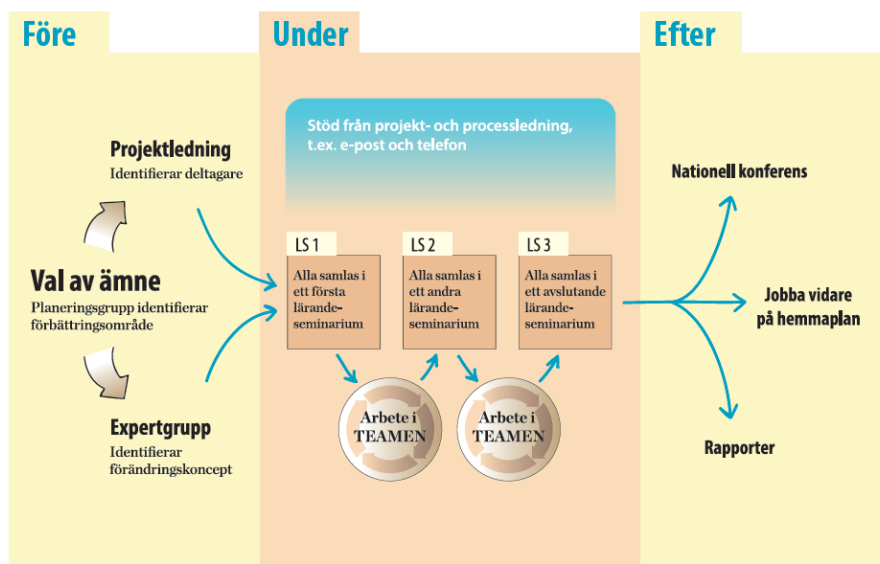 Före
Projektledning
Identifierar deltagare
Val av ämne
Planeringsgrupp identifierar
förbättringsområde
Expertgrupp
Identifierar
förändringskoncept
Under
Stöd från projekt- och processledning,
t.ex. e-post och telefon
LS 1
Alla samlas i
ett första
lärande-
seminarium
LS 2
Alla samlas i
ett andra
lärande-
seminarium
LS 3
Alla samlas i
ett avslutande
lärande-
seminarium
Arbete i
TEAMEN
Arbete i
TEAMEN
Efter
Nationell konferens
Jobba vidare
på hemmaplan
Rapporter